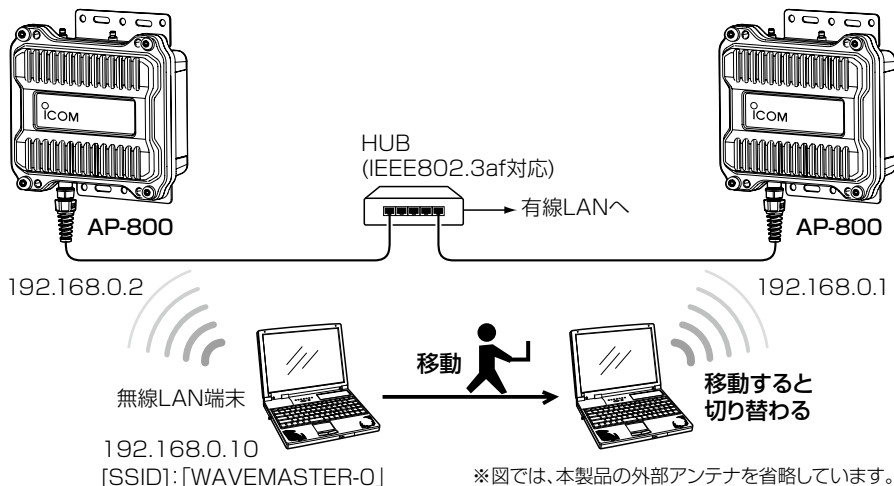 ICOM
ICOM
HUB
(IEEE802.3af対応)
有線LANへ
AP-800
AP-800
192.168.0.2
192.168.0.1
移動
無線LAN端末
移動すると
切り替わる
192.168.0.10
[SSID]:「WAVEMASTER-0」
※図では、本製品の外部アンテナを省略しています。